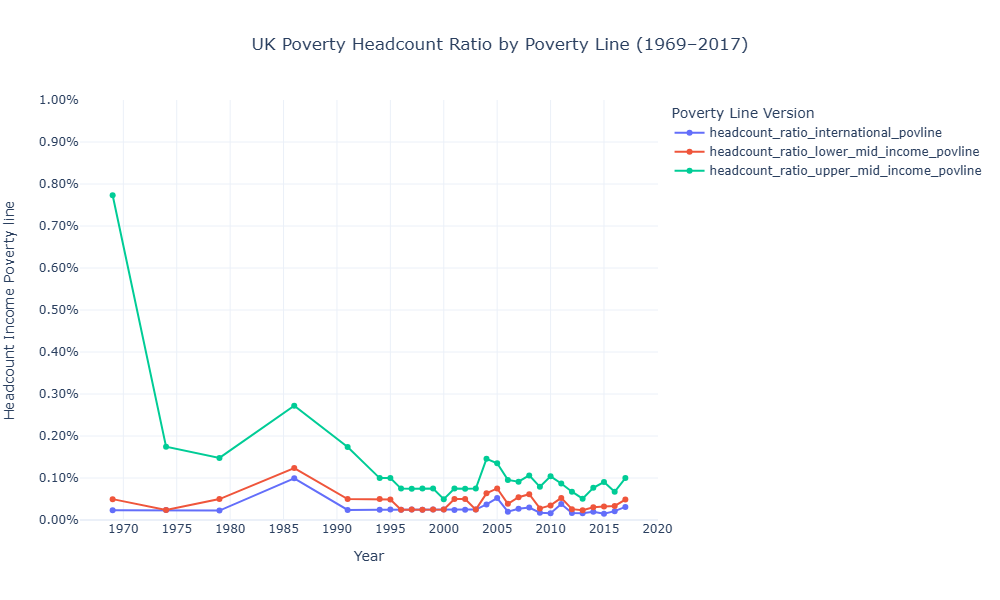 UK Poverty Headcount Ratio by Poverty Line (1969–2017)
Headcount Income Poverty line
1.00%
0.90%
0.80%
0.70%
0.60%
0.50%
0.40%
0.30%
0.20%
0.10%
0.00%
1970 1975 1980 1985 1990 1995 2000 2005 2010 2015 2020
Year
Poverty Line Version
headcount_ratio_international_povline
headcount_ratio_lower_mid_income_povline
headcount_ratio_upper_mid_income_povline